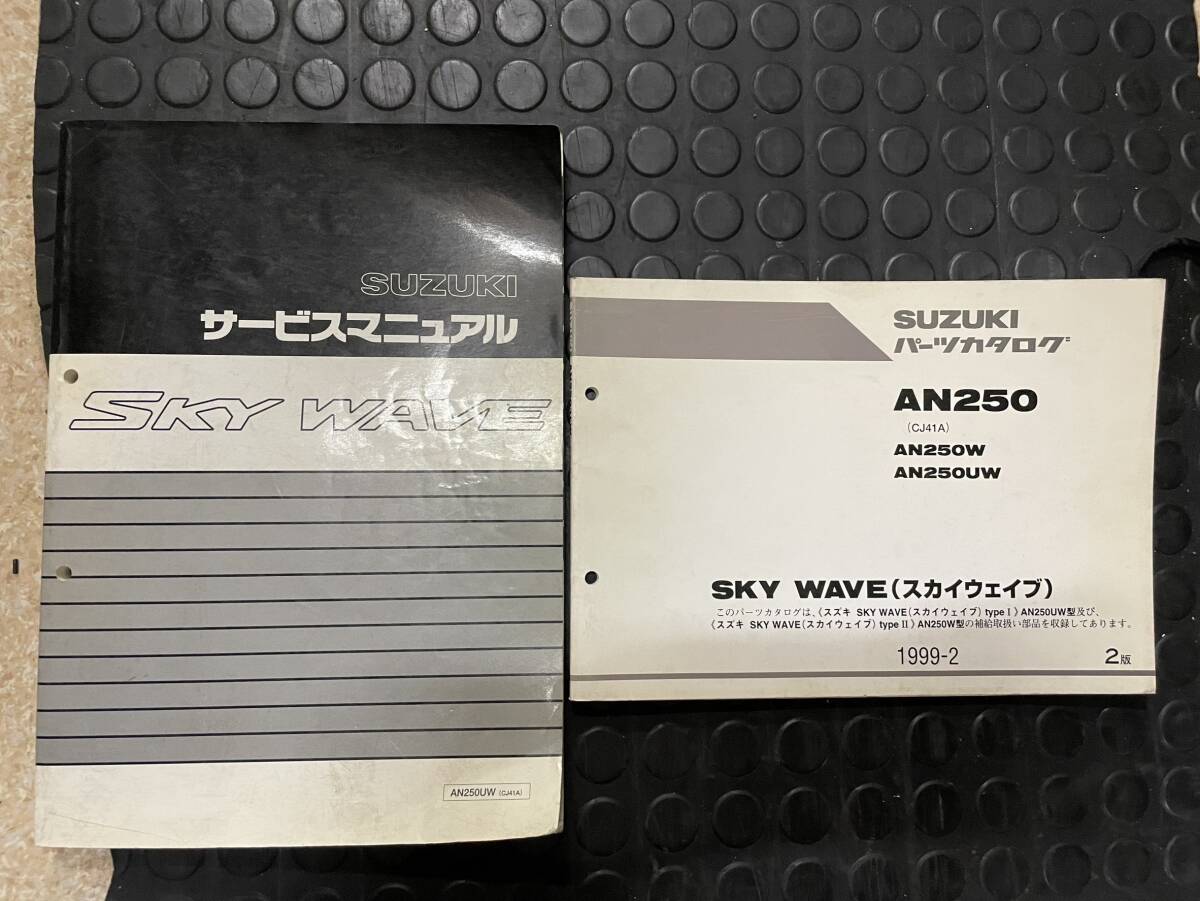 SUZUKI
サービスマニュアル
SKY WAVE
AN250UW (CJ41A)
SUZUKI
パーツカタログ
AN250
(CJ41A)
AN250W
AN250UW
SKY WAVE(スカイウェイブ)
このパーツカタログは、《スズキ SKY WAVE(スカイウェイブ) type I》AN250UW型及び、
《スズキ SKY WAVE(スカイウェイブ) type II》AN250W型の補給取扱い部品を収録してあります。
1999-2
2版